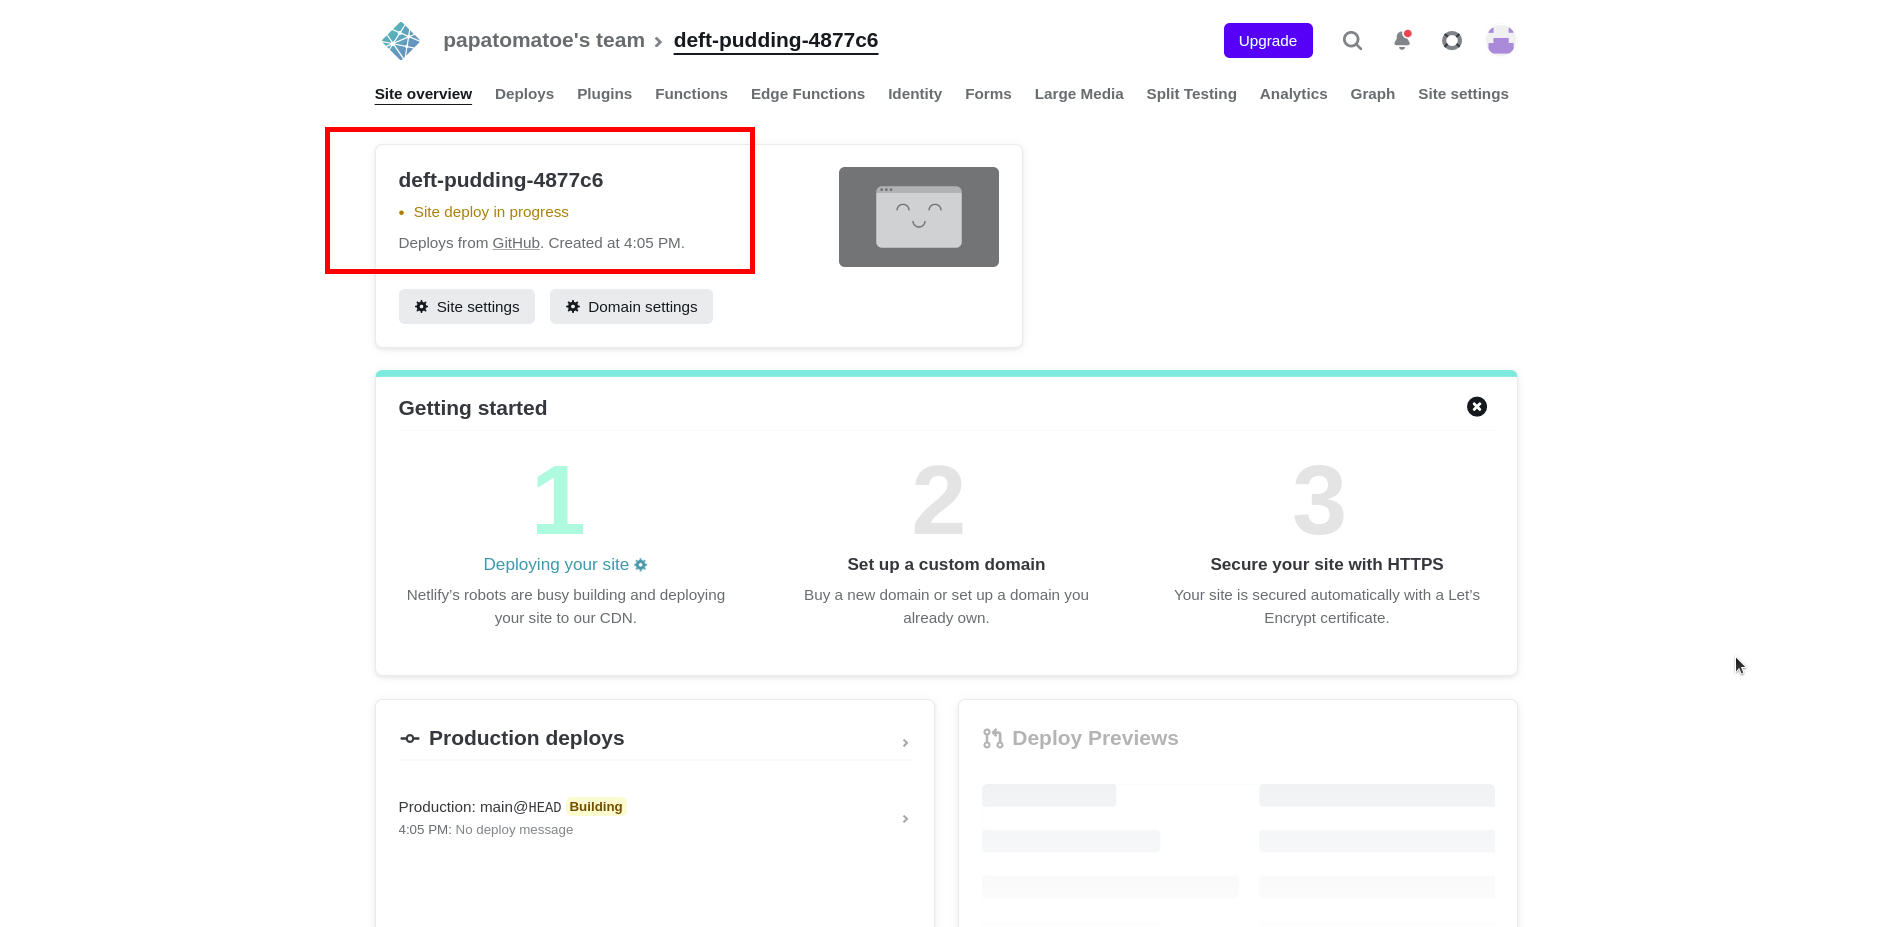 papatomatoe's team › deft-pudding-4877c6
Upgrade
Site overview Deploys Plugins Functions Edge Functions Identity Forms Large Media Split Testing Analytics Graph Site settings
deft-pudding-4877c6
• Site deploy in progress
Deploys from GitHub. Created at 4:05 PM.
Site settings Domain settings
Getting started
1
Deploying your site
Netlify’s robots are busy building and deploying
your site to our CDN.
2
Set up a custom domain
Buy a new domain or set up a domain you
already own.
3
Secure your site with HTTPS
Your site is secured automatically with a Let’s
Encrypt certificate.
Production deploys
Production: main@HEAD Building
4:05 PM: No deploy message
Deploy Previews